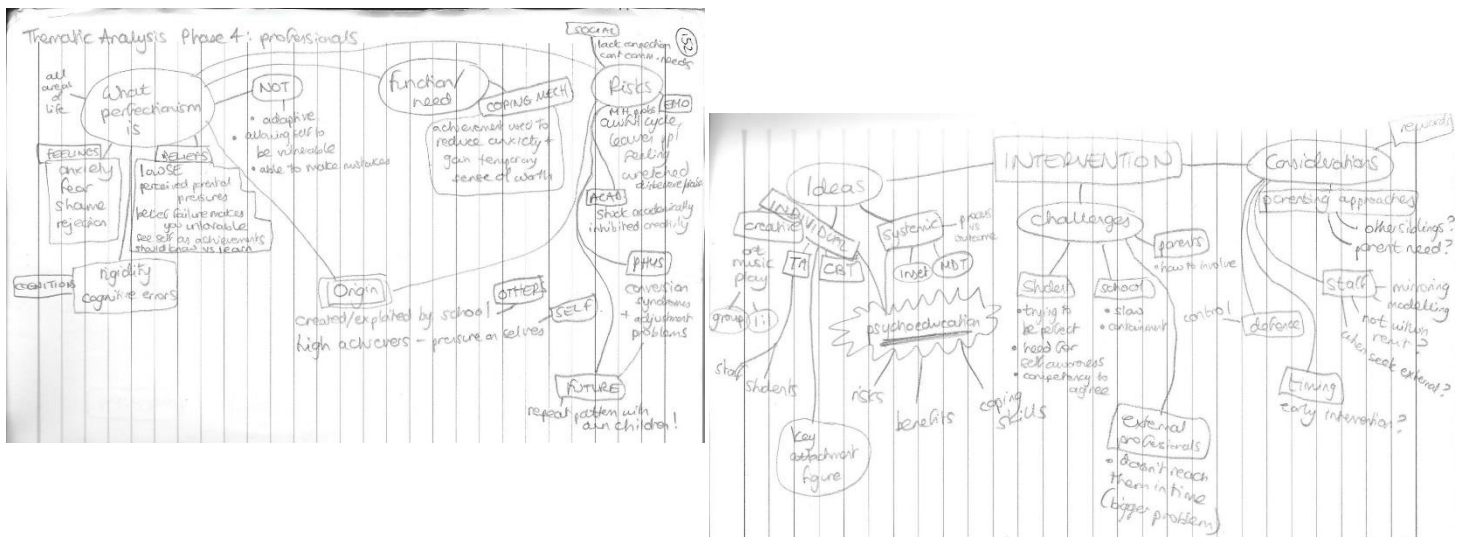 Thematic Analysis Phase 4: professionals
152
all
areas of
life
What
perfectionism
is
NOT
• adaptive
• allowing self to
be vulnerable
• able to make mistakes
FEELINGS
anxiety
fear
shame
rejection
BELIEFS
low SE
perceived parental
pressures
belief failure makes
you unlovable
see self as achievements
should know vs learn
COGNITIONS
rigidity
cognitive errors
Function/
need
COPING MECH
achievement used to
reduce anxiety +
gain temporary
sense of worth
Origin
created/exploited by school
OTHERS
high achievers – pressure on selves
SELF
SOCIAL
lack connection
can't comm. needs
Risks
EMO
MH probs
awful cycle,
feeling
wretched
ACAD
stuck academically
inhibited creativity
PHYS
conversion
syndromes
+ adjustment
problems
FUTURE
repeat pattern with
own children!
INTERVENTION
Ideas
creative
art
music
play
group
1:1
INDIVIDUAL
TA
staff
students
CBT
key
attachment
figure
systemic
process
vs
outcome
inset
MDT
psychoeducation
risks
benefits
coping
skills
challenges
student
• trying to
be perfect
• need for
self awareness
• competency to
agree
school
• slow
• containment
parents
• how to involve
external
professionals
• doesn't reach
them in time
(bigger problem)
Considerations
rewards
parenting approaches
other siblings?
parent need?
staff
– mirroring
modelling
not within
remit?
when seek external?
control
defence
timing
early intervention?